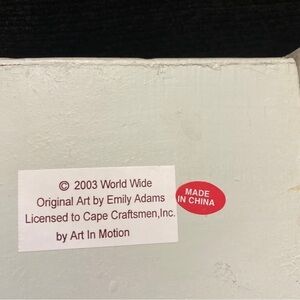 © 2003 World Wide
Original Art by Emily Adams
Licensed to Cape Craftsmen,Inc.
by Art In Motion
MADE
IN CHINA